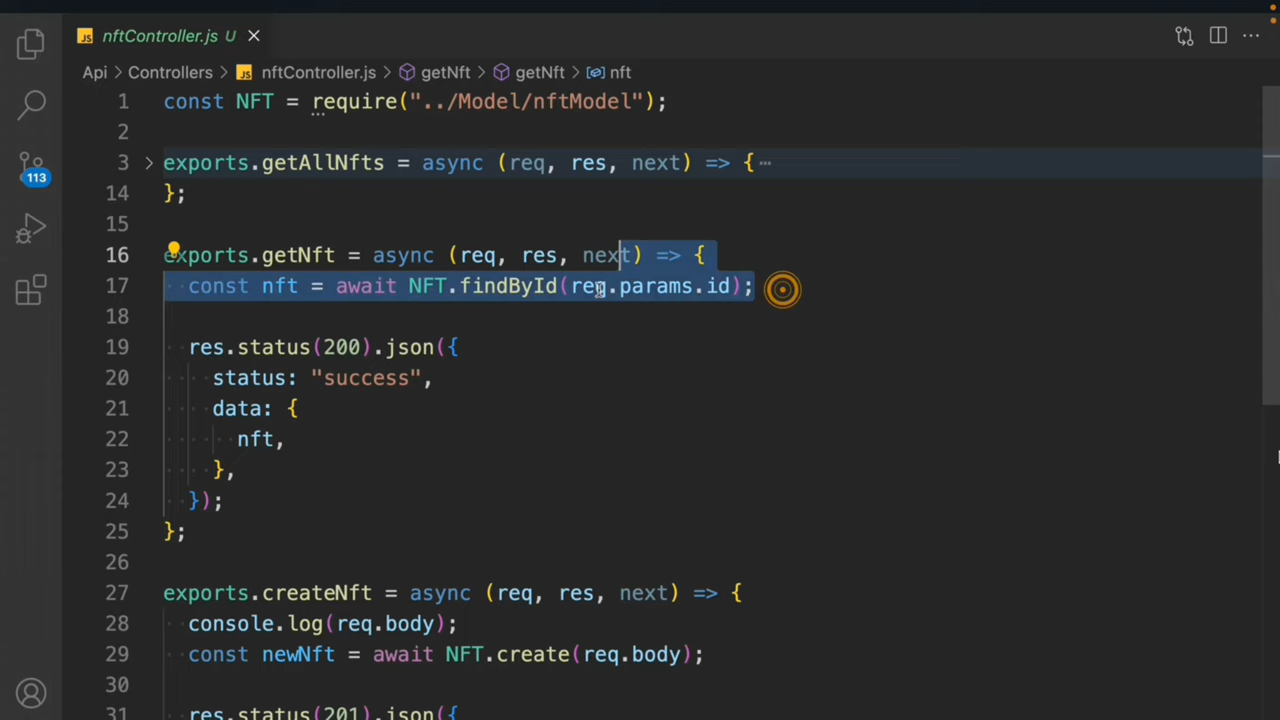 JS nftController.js U
Api > Controllers > JS nftController.js > getNft > getNft > nft
1 const NFT = require("../Model/nftModel");
2
3 exports.getAllNfts = async (req, res, next) => { ⋯
14 };
15
16 exports.getNft = async (req, res, next) => {
17 const nft = await NFT.findById(req.params.id);
18
19 res.status(200).json({
20 status: "success",
21 data: {
22 nft,
23 },
24 });
25 };
26
27 exports.createNft = async (req, res, next) => {
28 console.log(req.body);
29 const newNft = await NFT.create(req.body);
30
31 res.status(201).json({
113